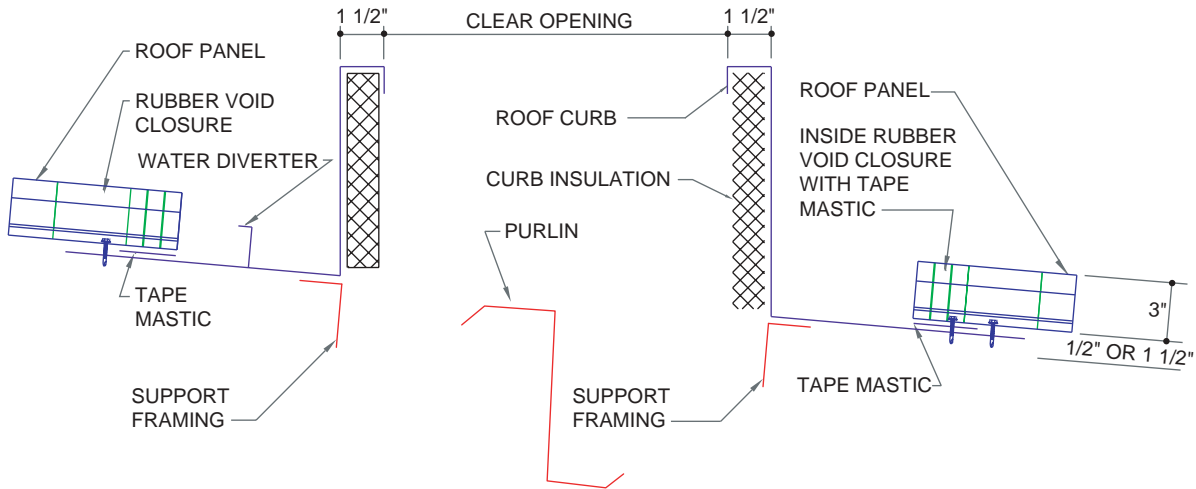 1 1/2"
CLEAR OPENING
1 1/2"
ROOF PANEL
RUBBER VOID
CLOSURE
WATER DIVERTER
TAPE
MASTIC
SUPPORT
FRAMING
ROOF CURB
CURB INSULATION
PURLIN
SUPPORT
FRAMING
ROOF PANEL
INSIDE RUBBER
VOID CLOSURE
WITH TAPE
MASTIC
3"
1/2" OR 1 1/2"
TAPE MASTIC